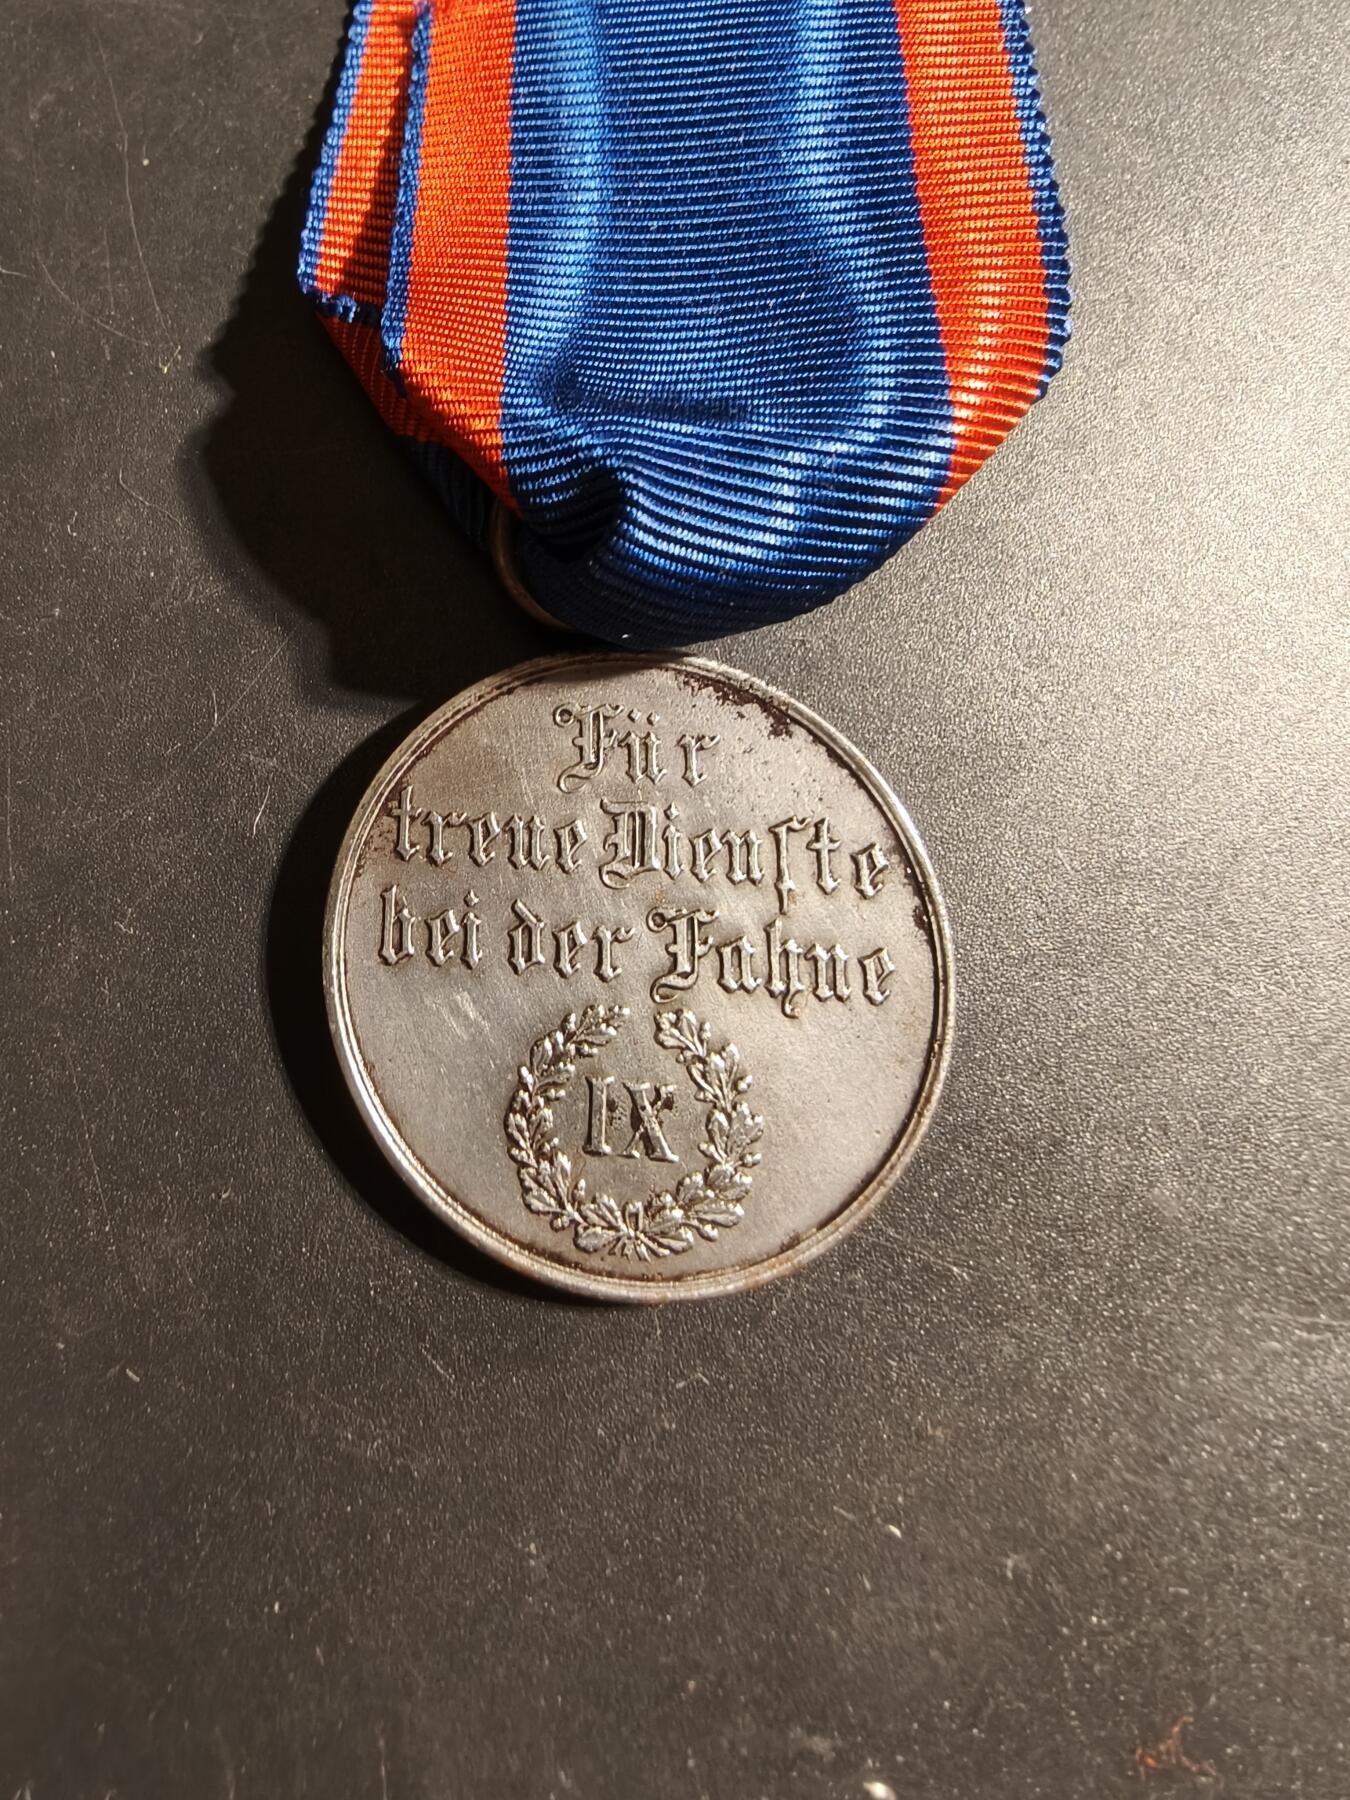 Für
treue Dienſte
bei der Fahne
IX